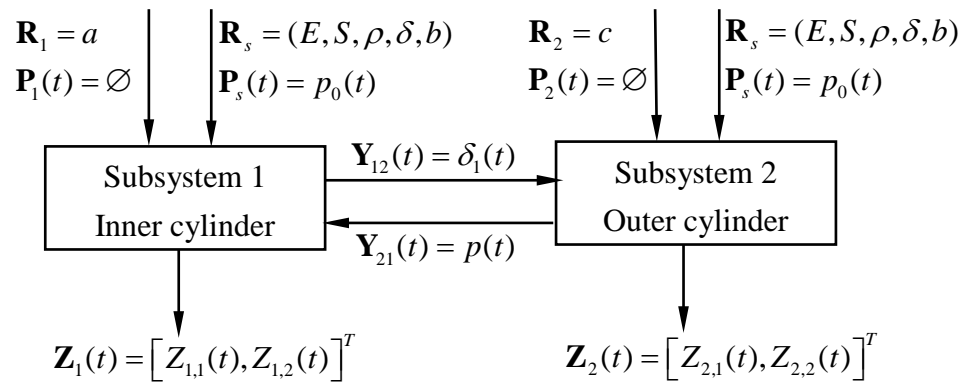 𝐑₁ = a
𝐏₁(t) = ∅
𝐑ₛ = (E, S, ρ, δ, b)
𝐏ₛ(t) = p₀(t)
𝐑₂ = c
𝐏₂(t) = ∅
𝐑ₛ = (E, S, ρ, δ, b)
𝐏ₛ(t) = p₀(t)
Subsystem 1
Inner cylinder
𝐘₁₂(t) = δ₁(t)
𝐘₂₁(t) = p(t)
Subsystem 2
Outer cylinder
𝐙₁(t) = [Z₁,₁(t), Z₁,₂(t)]ᵀ
𝐙₂(t) = [Z₂,₁(t), Z₂,₂(t)]ᵀ